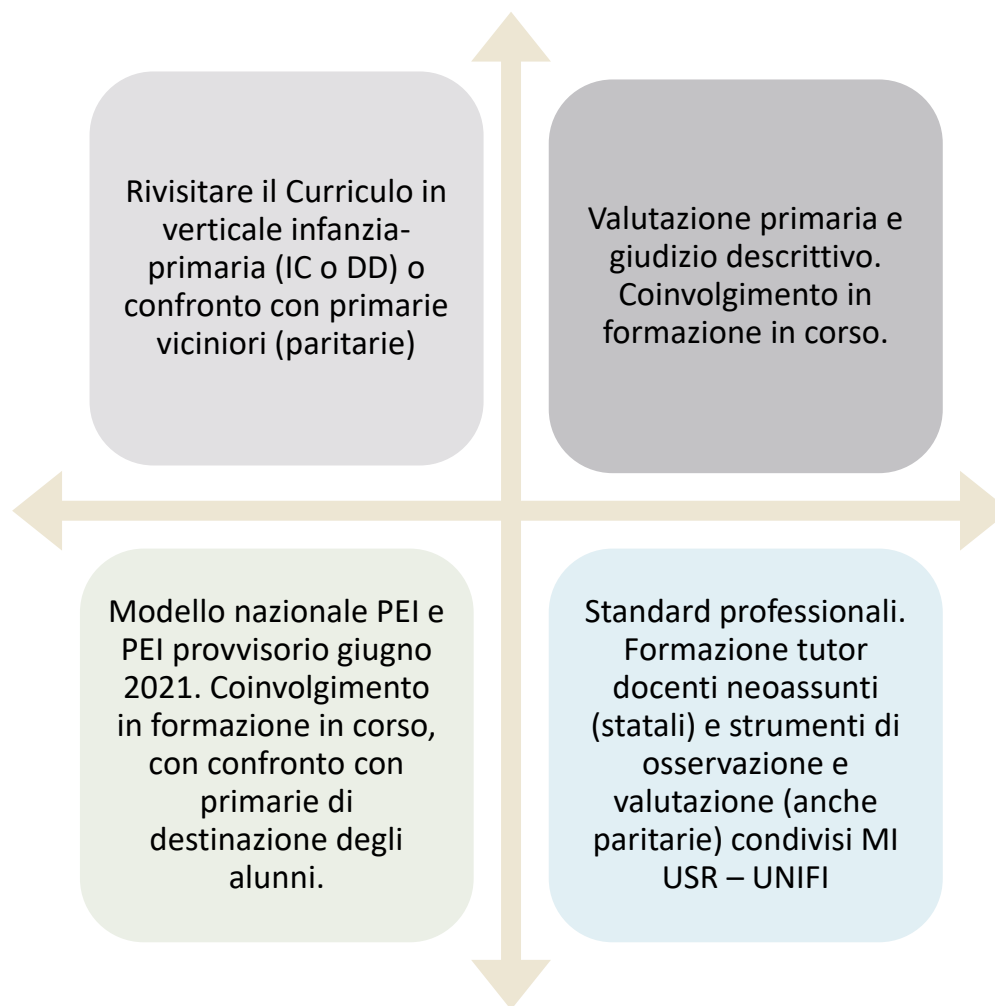 Rivisitare il Curriculo in
verticale infanzia-
primaria (IC o DD) o
confronto con primarie
viciniori (paritarie)
Valutazione primaria e
giudizio descrittivo.
Coinvolgimento in
formazione in corso.
Modello nazionale PEI e
PEI provvisorio giugno
2021. Coinvolgimento
in formazione in corso,
con confronto con
primarie di
destinazione degli
alunni.
Standard professionali.
Formazione tutor
docenti neoassunti
(statali) e strumenti di
osservazione e
valutazione (anche
paritarie) condivisi MI
USR – UNIFI